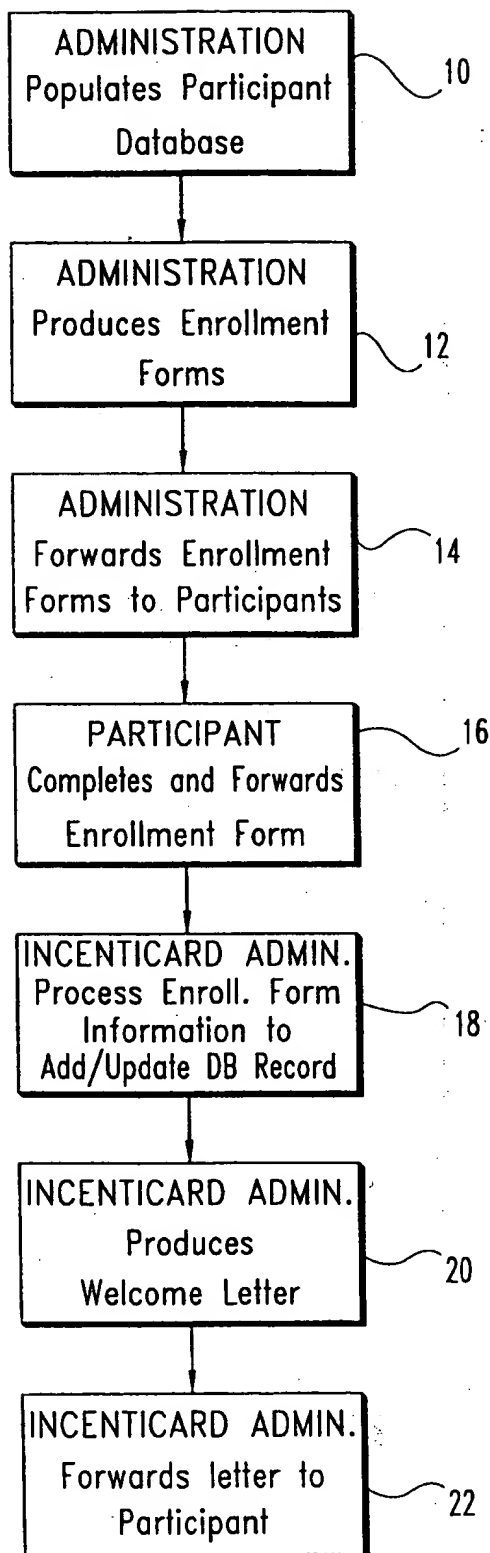 ADMINISTRATION
Populates Participant
Database
10
ADMINISTRATION
Produces Enrollment
Forms
12
ADMINISTRATION
Forwards Enrollment
Forms to Participants
14
PARTICIPANT
Completes and Forwards
Enrollment Form
16
INCENTICARD ADMIN.
Process Enroll. Form
Information to
Add/Update DB Record
18
INCENTICARD ADMIN.
Produces
Welcome Letter
20
INCENTICARD ADMIN.
Forwards letter to
Participant
22